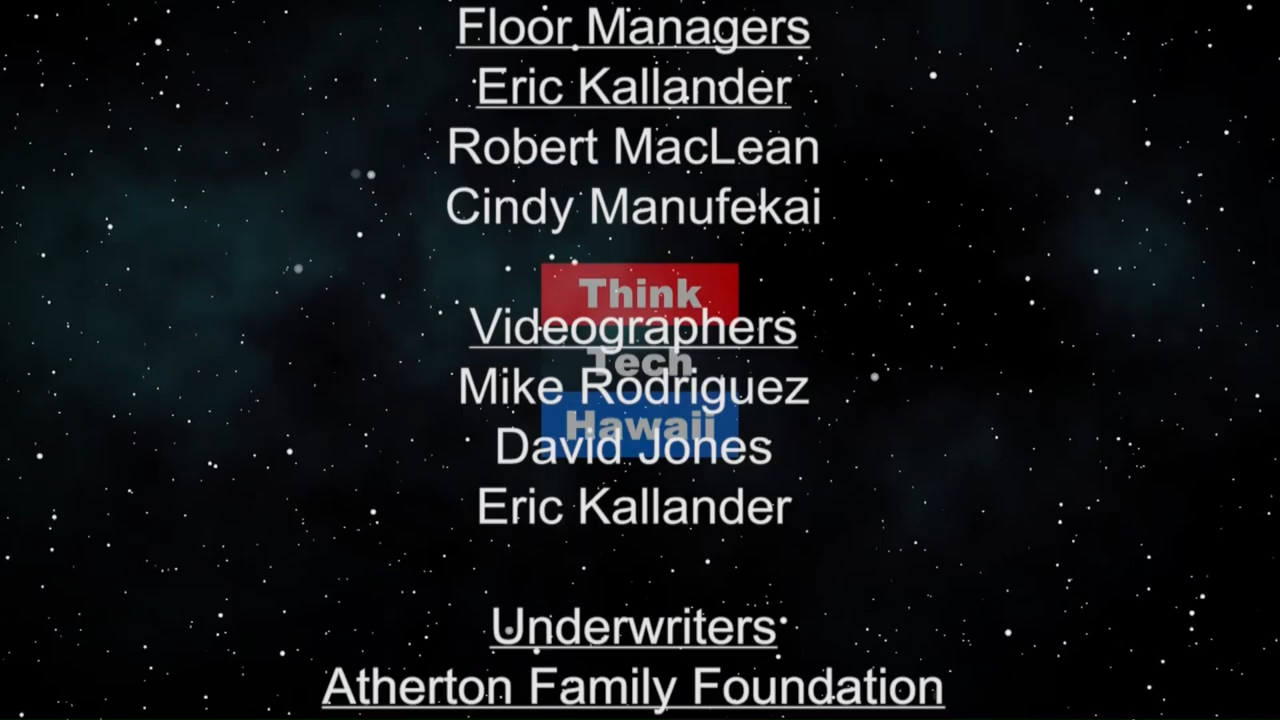 Floor Managers
Eric Kallander
Robert MacLean
Cindy Manufekai
Think
Videographers
Tech
Mike Rodriguez
Hawaii
David Jones
Eric Kallander
Underwriters
Atherton Family Foundation